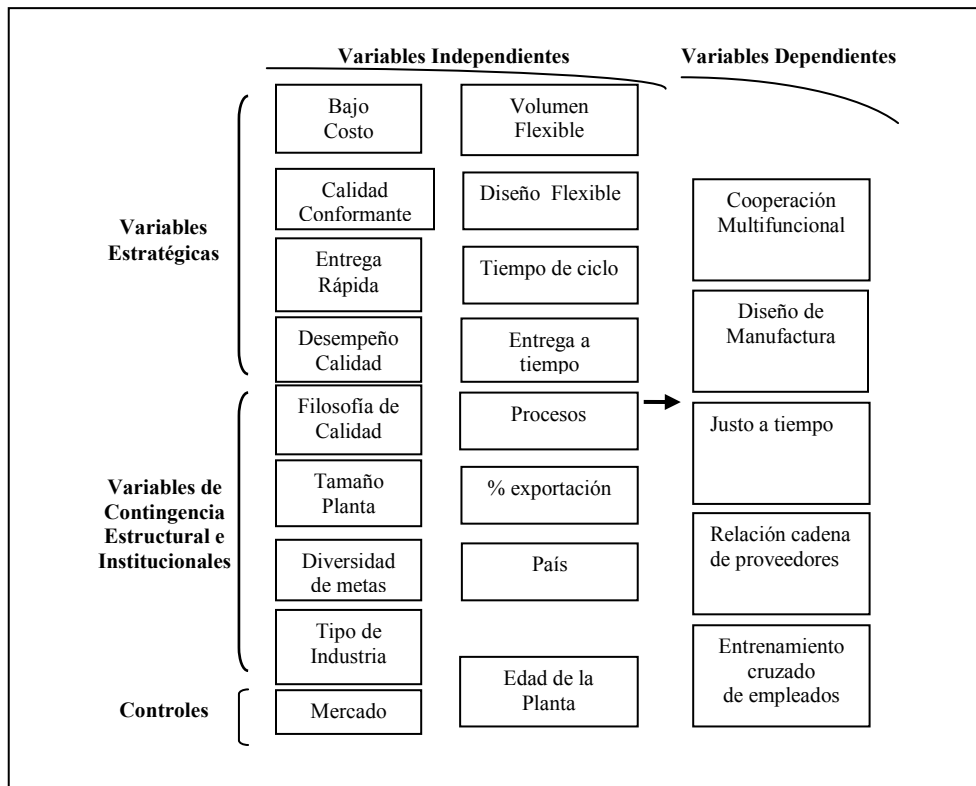 Variables Independientes
Variables Dependientes
Variables
Estratégicas
Bajo
Costo
Volumen
Flexible
Calidad
Conformante
Diseño Flexible
Entrega
Rápida
Tiempo de ciclo
Desempeño
Calidad
Entrega a
tiempo
Variables de
Contingencia
Estructural e
Institucionales
Filosofía de
Calidad
Procesos
Tamaño
Planta
% exportación
Diversidad
de metas
País
Tipo de
Industria
Edad de la
Planta
Controles
Mercado
Cooperación
Multifuncional
Diseño de
Manufactura
Justo a tiempo
Relación cadena
de proveedores
Entrenamiento
cruzado
de empleados